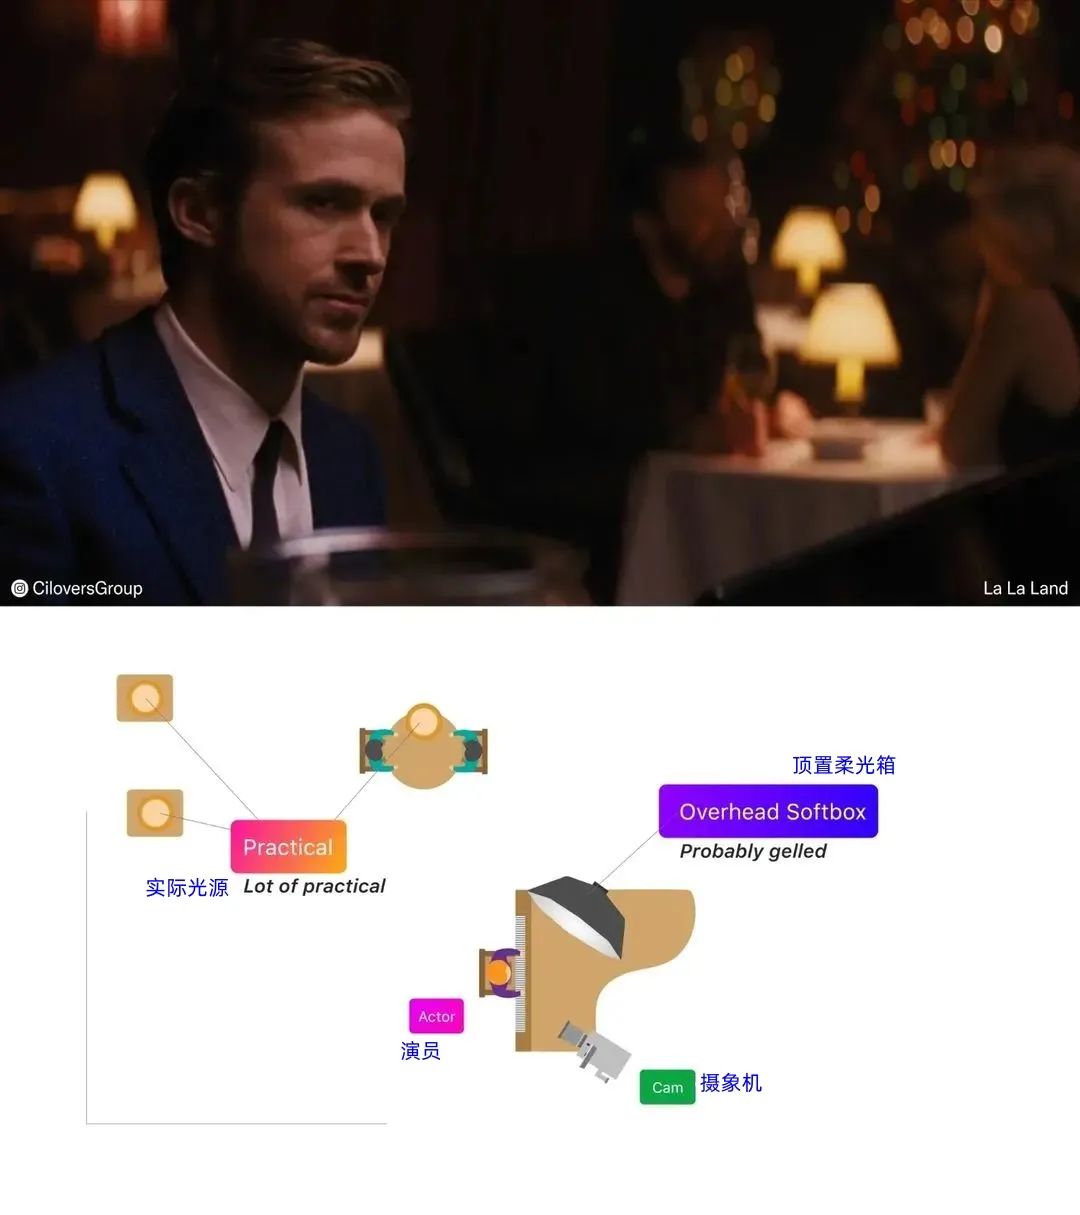 CiloversGroup
La La Land
顶置柔光箱
Overhead Softbox
Probably gelled
Practical
实际光源
Lot of practical
Actor
演员
Cam
摄象机